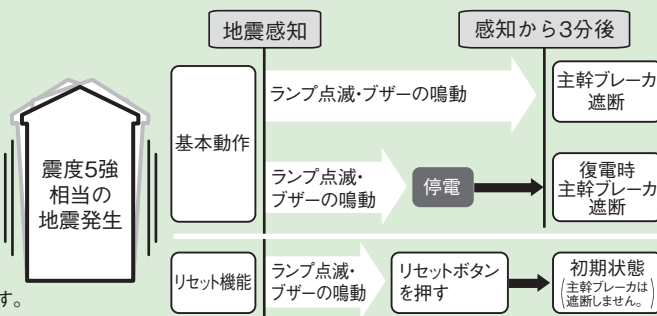 地震感知
感知から3分後
震度5強
相当の
地震発生
基本動作
ランプ点滅・ブザーの鳴動
主幹ブレーカ
遮断
ランプ点滅・
ブザーの鳴動
停電
復電時
主幹ブレーカ
遮断
リセット機能
ランプ点滅・
ブザーの鳴動
リセットボタン
を押す
初期状態
(主幹ブレーカは
遮断しません。)
す。